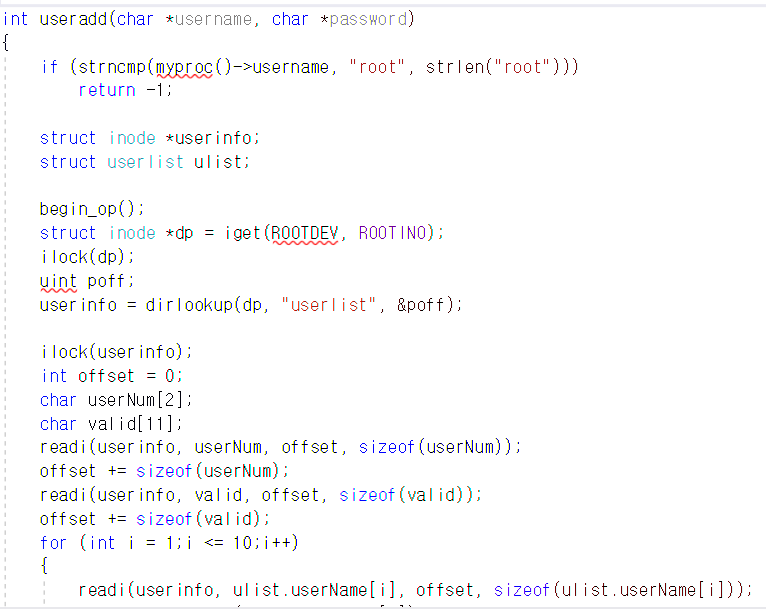 int useradd(char *username, char *password)
{
if (strncmp(myproc()->username, "root", strlen("root")))
return -1;
struct inode *userinfo;
struct userlist ulist;
begin_op();
struct inode *dp = iget(ROOTDEV, ROOTINO);
ilock(dp);
uint poff;
userinfo = dirlookup(dp, "userlist", &poff);
ilock(userinfo);
int offset = 0;
char userNum[2];
char valid[11];
readi(userinfo, userNum, offset, sizeof(userNum));
offset += sizeof(userNum);
readi(userinfo, valid, offset, sizeof(valid));
offset += sizeof(valid);
for (int i = 1;i <= 10;i++)
{
readi(userinfo, ulist.userName[i], offset, sizeof(ulist.userName[i]));